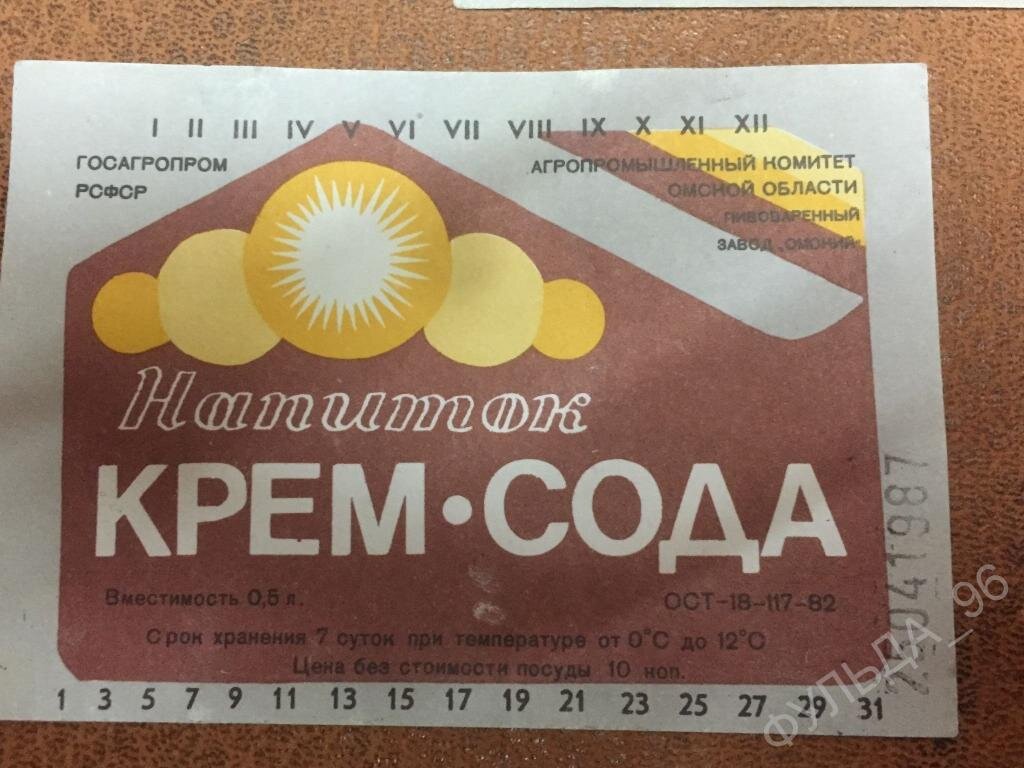 I II III IV V VI VII VIII IX X XI XII
ГОСАГРОПРОМ
РСФСР
АГРОПРОМЫШЛЕННЫЙ КОМИТЕТ
ОМСКОЙ ОБЛАСТИ
ПИВОВАРЕННЫЙ
ЗАВОД „ОМСКИЙ"
Напиток
КРЕМ·СОДА
Вместимость 0,5 л.
ОСТ-18-117-82
Срок хранения 7 суток при температуре от 0°С до 12°С
Цена без стоимости посуды 10 коп.
1 3 5 7 9 11 13 15 17 19 21 23 25 27 29 31
25041987
ФУЛЬДА_96